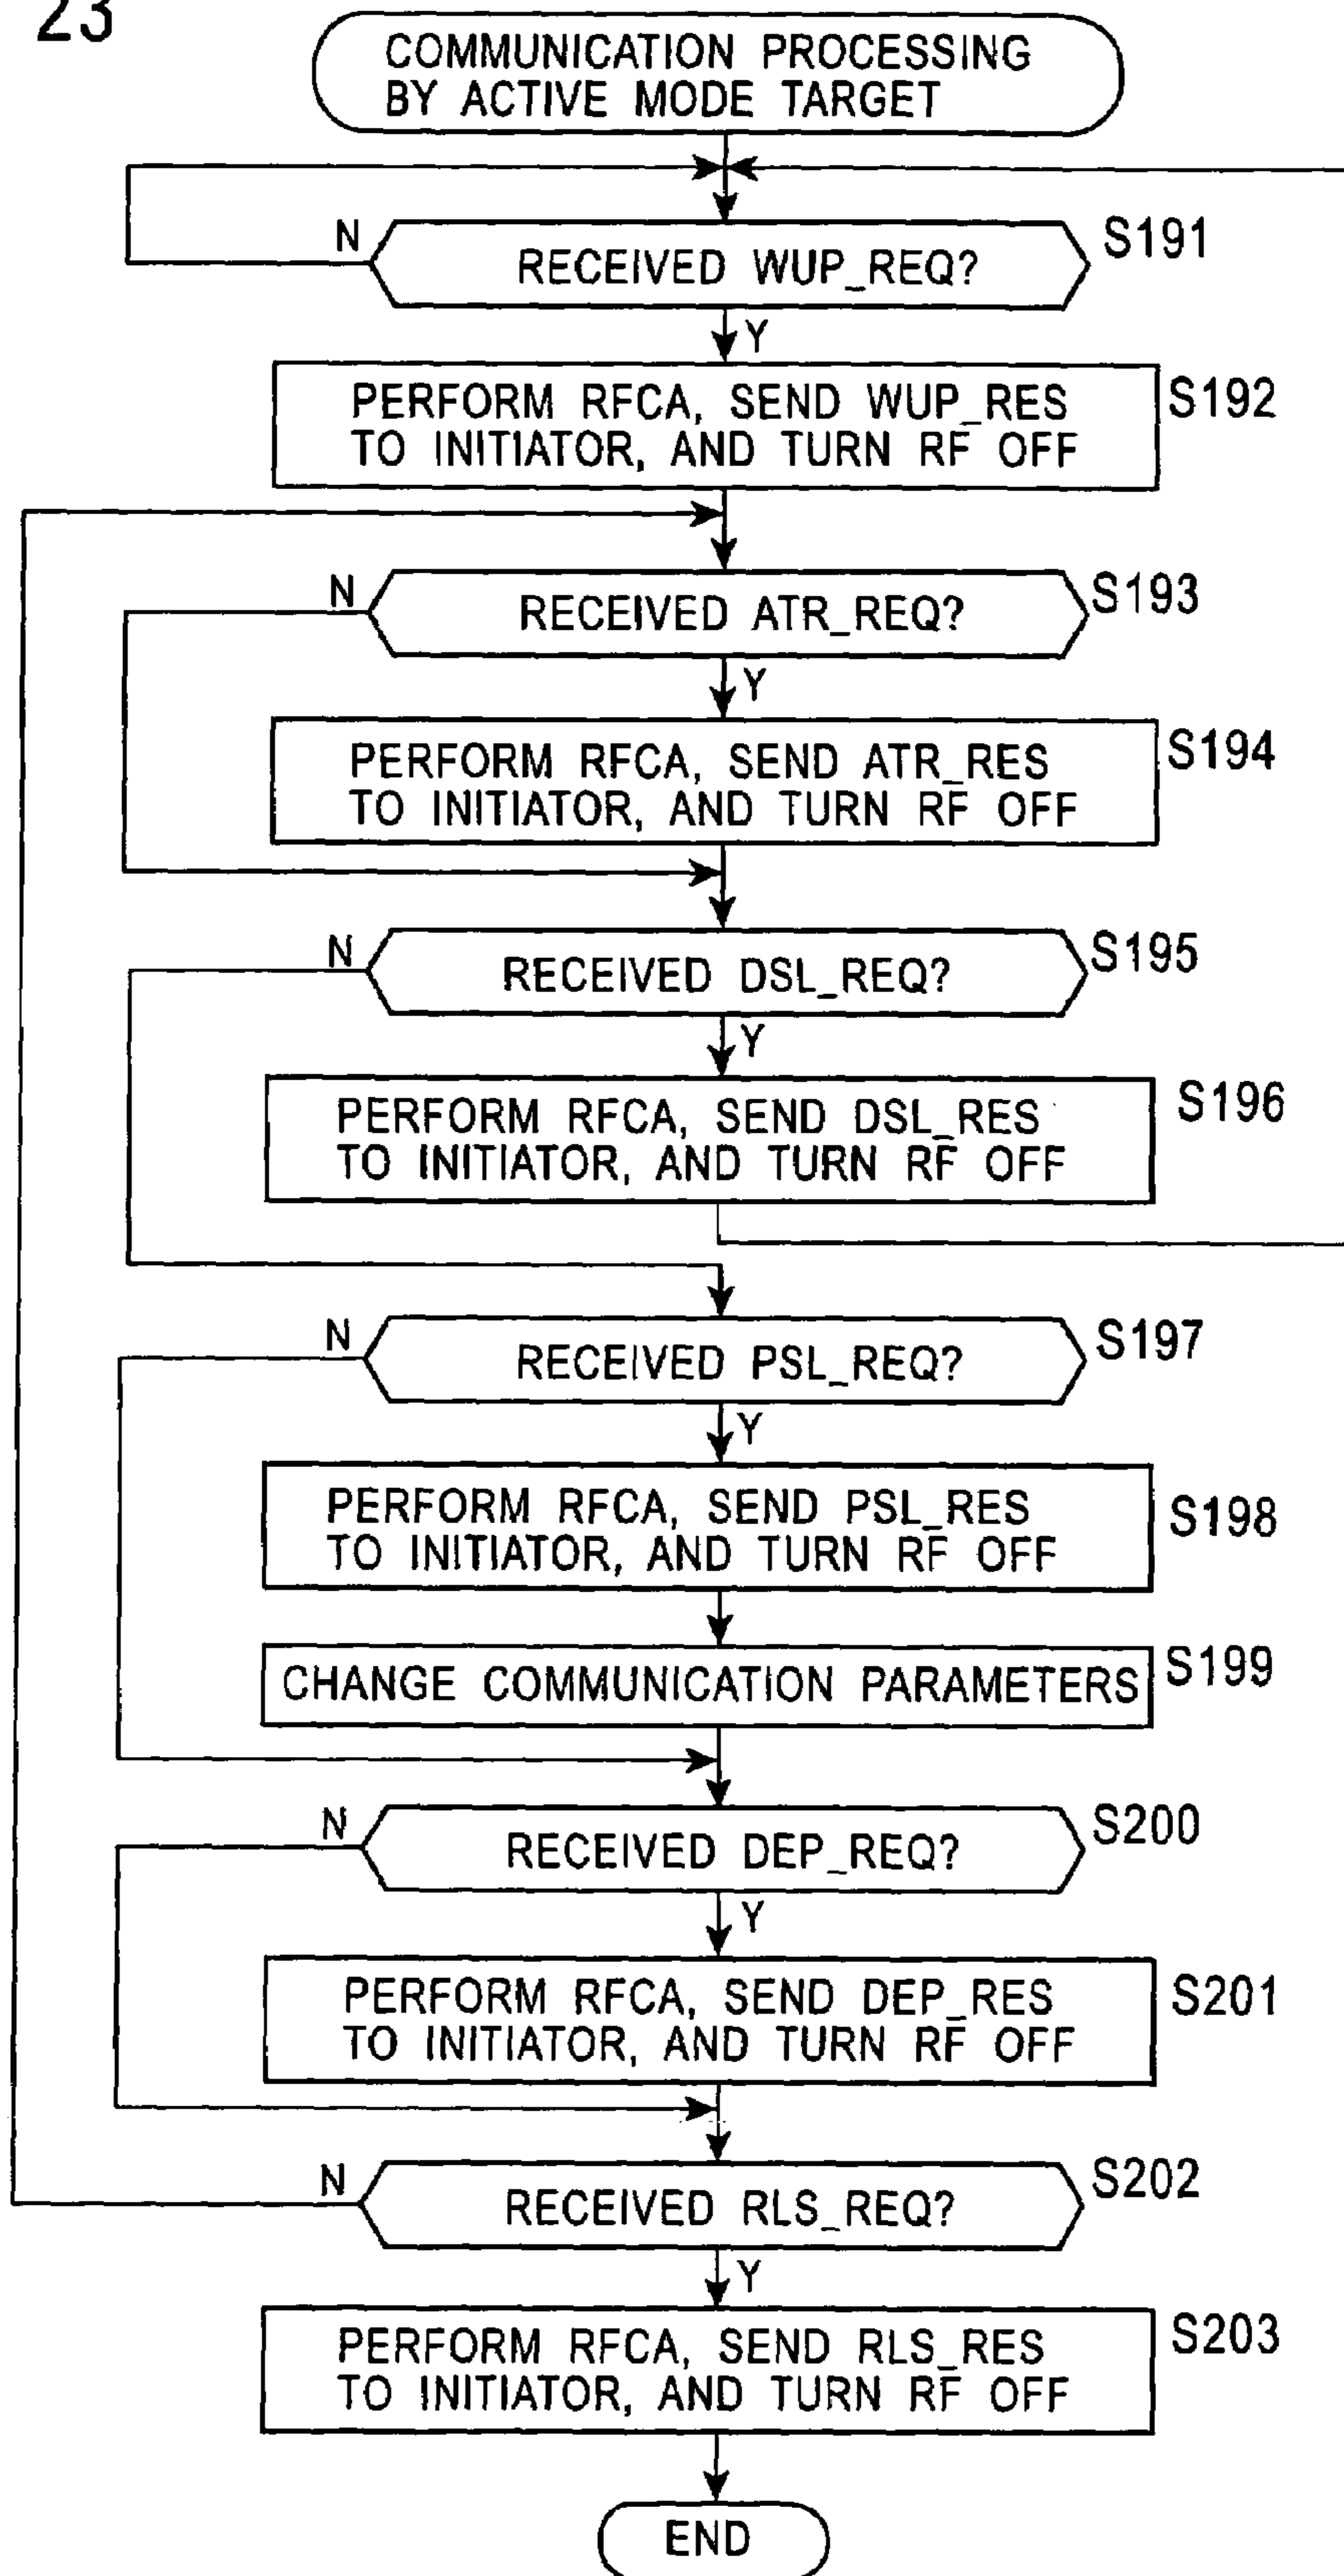 23
COMMUNICATION PROCESSING
BY ACTIVE MODE TARGET
N
RECEIVED WUP_REQ?
S191
Y
PERFORM RFCA, SEND WUP_RES
TO INITIATOR, AND TURN RF OFF
S192
N
RECEIVED ATR_REQ?
S193
Y
PERFORM RFCA, SEND ATR_RES
TO INITIATOR, AND TURN RF OFF
S194
N
RECEIVED DSL_REQ?
S195
Y
PERFORM RFCA, SEND DSL_RES
TO INITIATOR, AND TURN RF OFF
S196
N
RECEIVED PSL_REQ?
S197
Y
PERFORM RFCA, SEND PSL_RES
TO INITIATOR, AND TURN RF OFF
S198
CHANGE COMMUNICATION PARAMETERS
S199
N
RECEIVED DEP_REQ?
S200
Y
PERFORM RFCA, SEND DEP_RES
TO INITIATOR, AND TURN RF OFF
S201
N
RECEIVED RLS_REQ?
S202
Y
PERFORM RFCA, SEND RLS_RES
TO INITIATOR, AND TURN RF OFF
S203
END